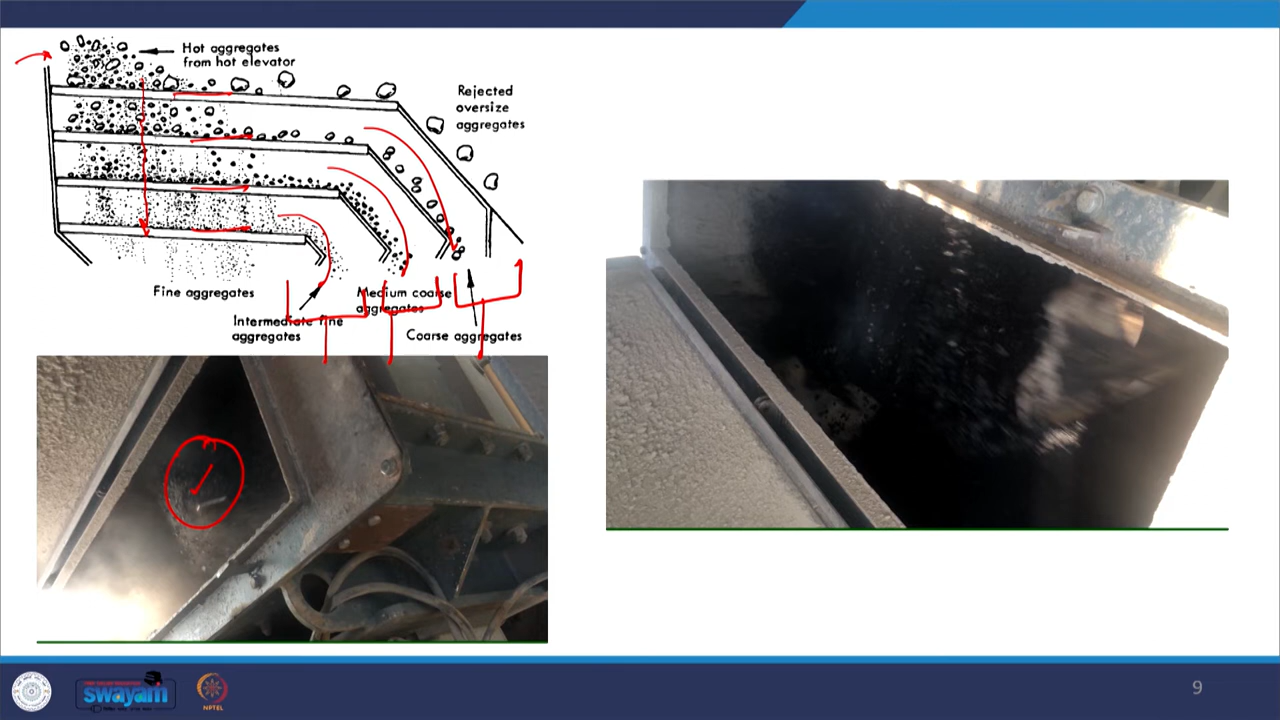 Hot aggregates
from hot elevator
Rejected
oversize
aggregates
Fine aggregates
Medium coarse
aggregates
Intermediate fine
aggregates
Coarse aggregates
swayam
NPTEL
9